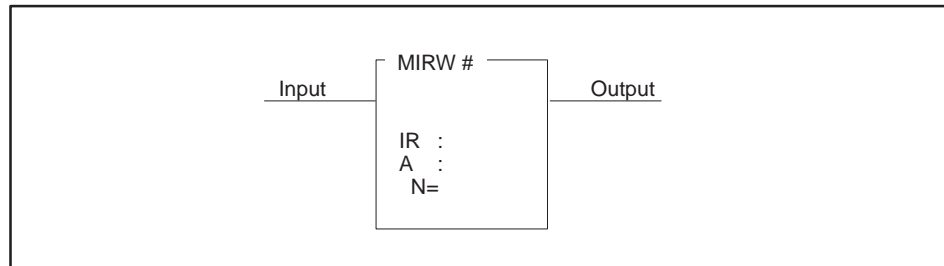 MIRW #
Input
Output
IR :
A :
N=